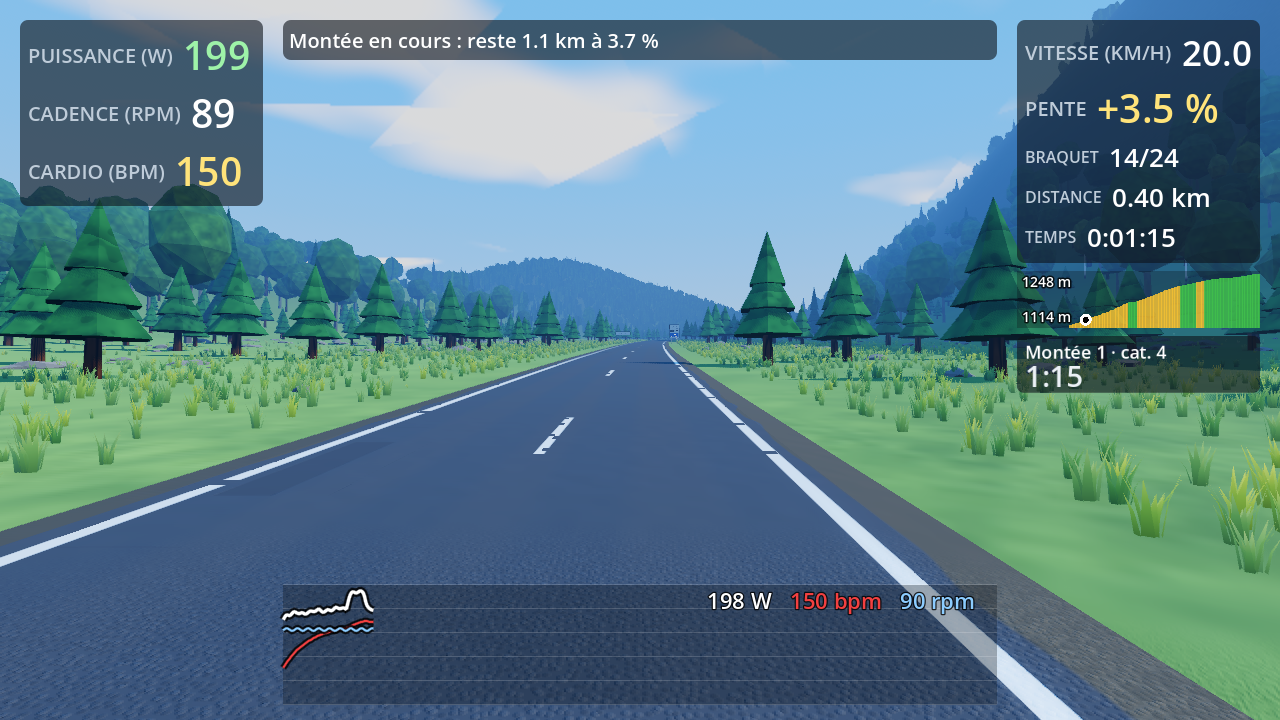 PUISSANCE (W) 199
CADENCE (RPM) 89
CARDIO (BPM) 150
Montée en cours : reste 1.1 km à 3.7 %
VITESSE (KM/H) 20.0
PENTE +3.5 %
BRAQUET 14/24
DISTANCE 0.40 km
TEMPS 0:01:15
1248 m
1114 m
Montée 1 · cat. 4
1:15
198 W 150 bpm 90 rpm